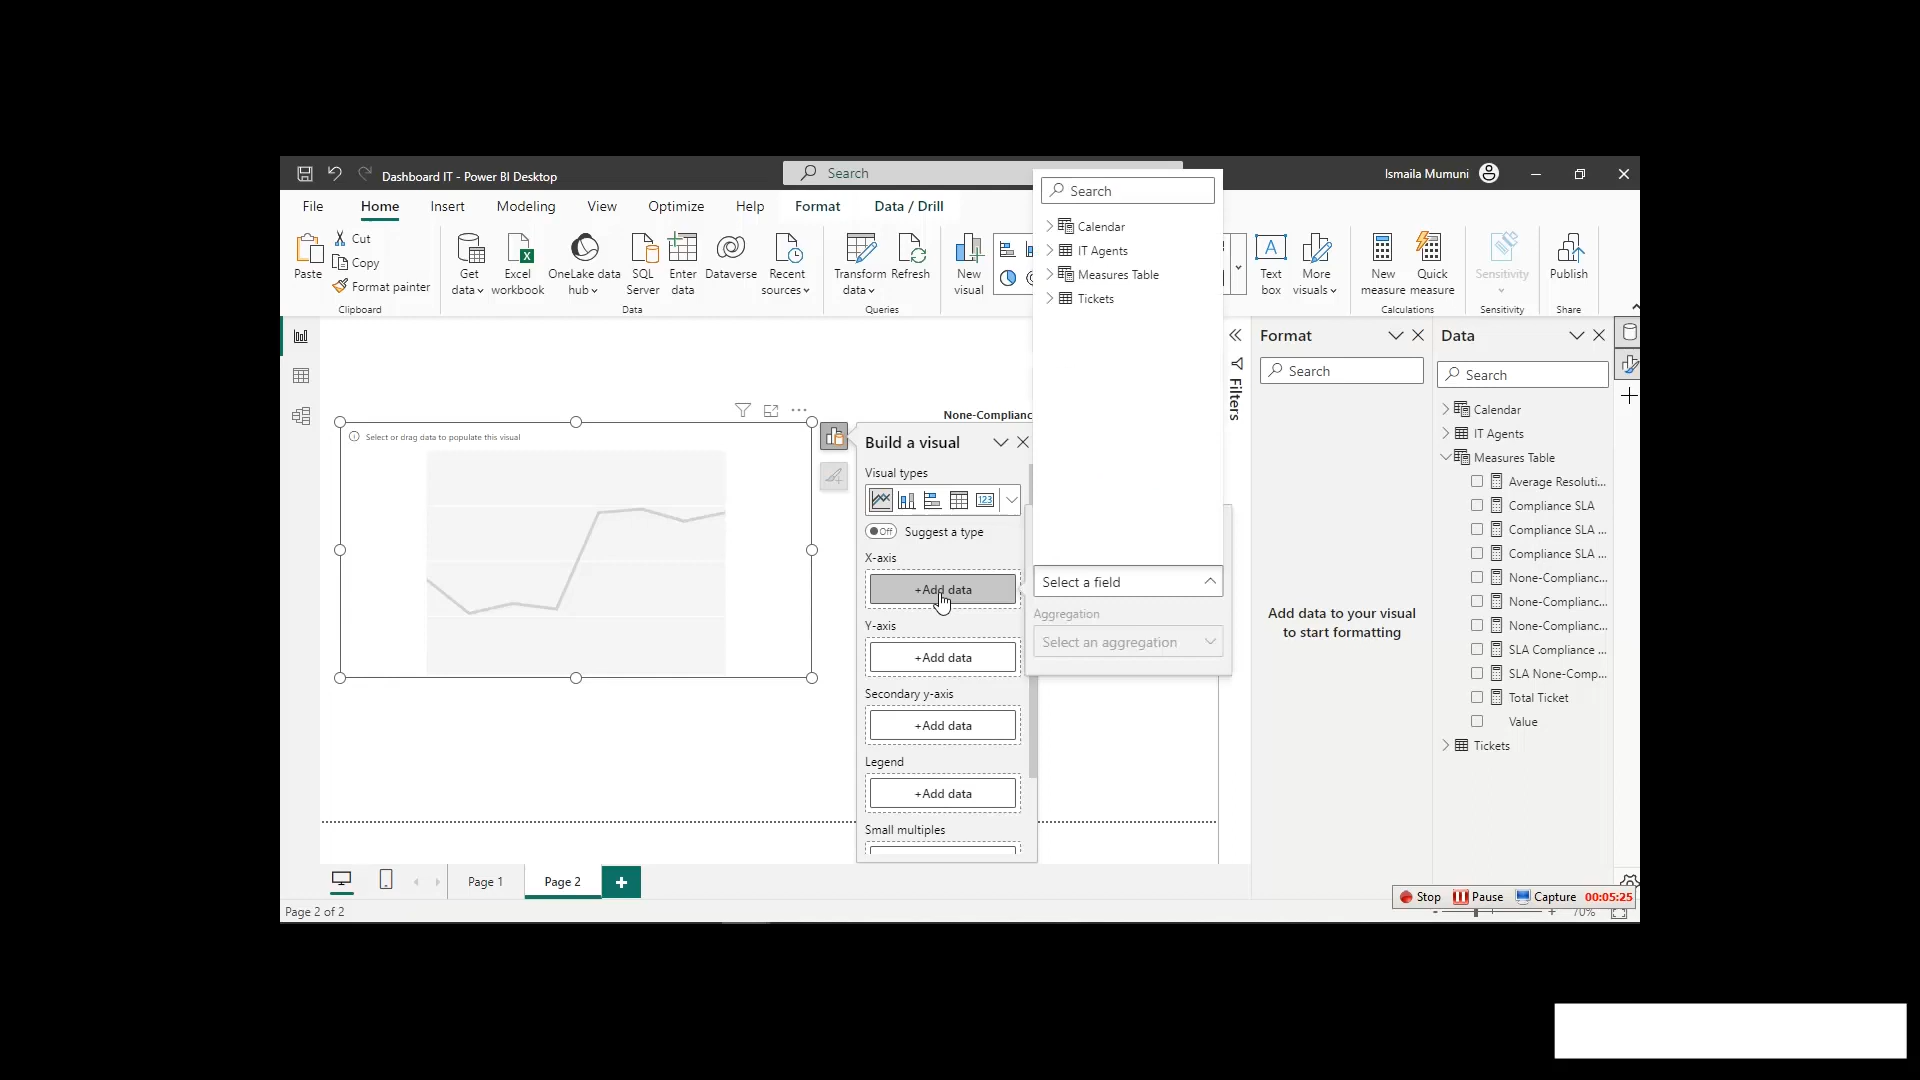 Dashboard IT - Power BI Desktop
Search
Ismaila Mumuni
File
Home
Insert
Modeling
View
Optimize
Help
Format
Data / Drill
Paste
Cut
Copy
Format painter
Clipboard
Get data
Excel workbook
OneLake data hub
SQL Server
Enter data
Dataverse
Recent sources
Data
Transform data
Refresh
Queries
New visual
Text box
More visuals
New measure
Quick measure
Calculations
Sensitivity
Sensitivity
Publish
Share
Search
Calendar
IT Agents
Measures Table
Tickets
Select a field
Aggregation
Select an aggregation
Select or drag data to populate this visual
None-Complianc
Build a visual
Visual types
123
Off
Suggest a type
X-axis
+Add data
Y-axis
+Add data
Secondary y-axis
+Add data
Legend
+Add data
Small multiples
Filters
Format
Search
Add data to your visual
to start formatting
Data
Search
Calendar
IT Agents
Measures Table
Average Resoluti...
Compliance SLA
Compliance SLA ...
Compliance SLA ...
None-Complianc...
None-Complianc...
None-Complianc...
SLA Compliance ...
SLA None-Comp...
Total Ticket
Value
Tickets
Page 1
Page 2
Page 2 of 2
Stop
Pause
Capture
00:05:25
70%